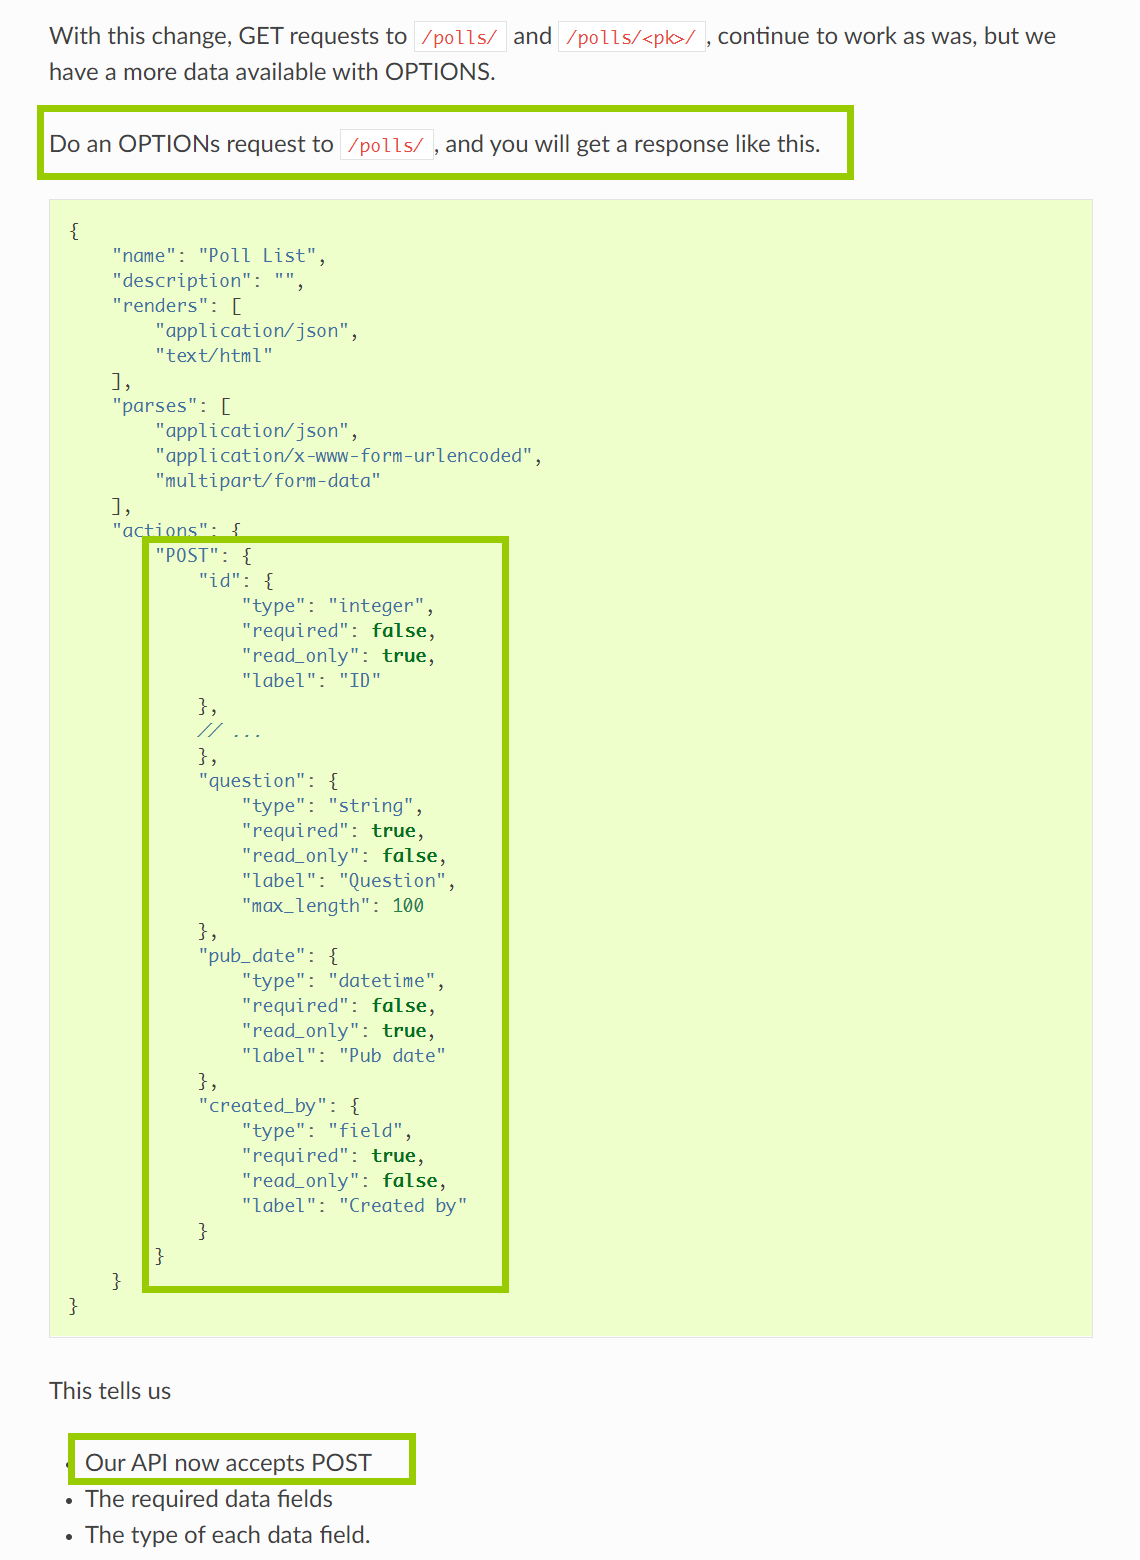 With this change, GET requests to /polls/ and /polls/<pk>/ , continue to work as was, but we
have a more data available with OPTIONS.
Do an OPTIONs request to /polls/ , and you will get a response like this.
{
    "name": "Poll List",
    "description": "",
    "renders": [
        "application/json",
        "text/html"
    ],
    "parses": [
        "application/json",
        "application/x-www-form-urlencoded",
        "multipart/form-data"
    ],
    "actions": {
        "POST": {
            "id": {
                "type": "integer",
                "required": false,
                "read_only": true,
                "label": "ID"
            },
            // ...
            },
            "question": {
                "type": "string",
                "required": true,
                "read_only": false,
                "label": "Question",
                "max_length": 100
            },
            "pub_date": {
                "type": "datetime",
                "required": false,
                "read_only": true,
                "label": "Pub date"
            },
            "created_by": {
                "type": "field",
                "required": true,
                "read_only": false,
                "label": "Created by"
            }
        }
    }
}
This tells us
• Our API now accepts POST
• The required data fields
• The type of each data field.